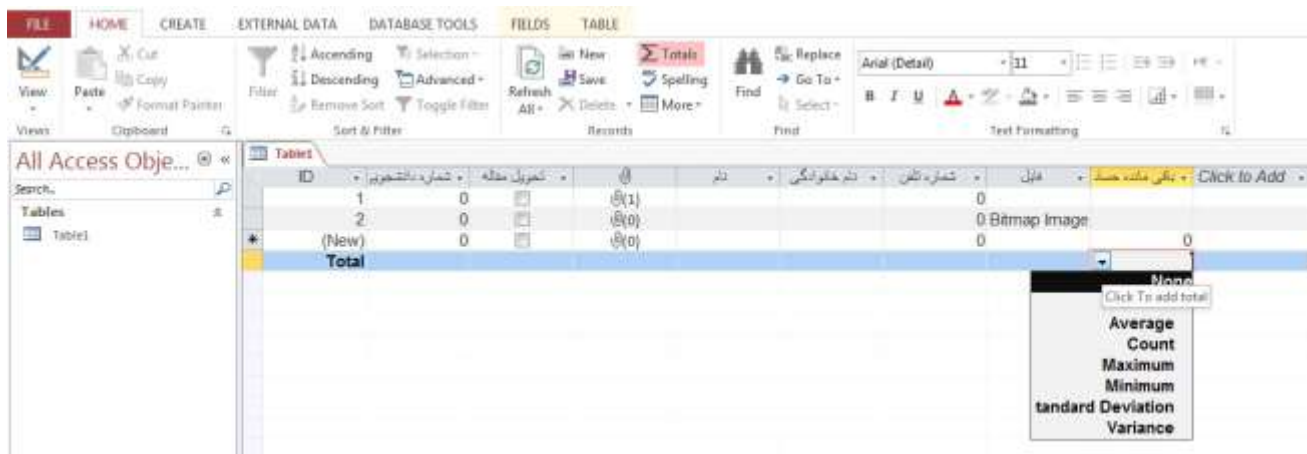 FILE HOME CREATE EXTERNAL DATA DATABASE TOOLS FIELDS TABLE
Cut Ascending Selection New Totals Replace Arial (Detail) 11
View Paste Copy Filter Descending Advanced Refresh All Save Spelling Find Go To
Format Painter Remove Sort Toggle Filter Delete More Select B I U A
Views Clipboard Sort & Filter Records Find Text Formatting
All Access Obje... Table1
Search..
Tables
Table1
ID شماره دانشجویی تحویل مقاله نام نام خانوادگی شماره تلفن فایل باقی مانده Click to Add
1 0 (1) 0
2 0 (0) 0 Bitmap Image
(New) 0 (0) 0 0
Total
None
Click To add total
Average
Count
Maximum
Minimum
tandard Deviation
Variance